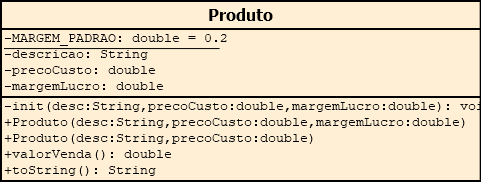 Produto
-MARGEM_PADRAO: double = 0.2
-descricao: String
-precoCusto: double
-margemLucro: double
-init(desc:String,precoCusto:double,margemLucro:double): voi
+Produto(desc:String,precoCusto:double,margemLucro:double)
+Produto(desc:String,precoCusto:double)
+valorVenda(): double
+toString(): String